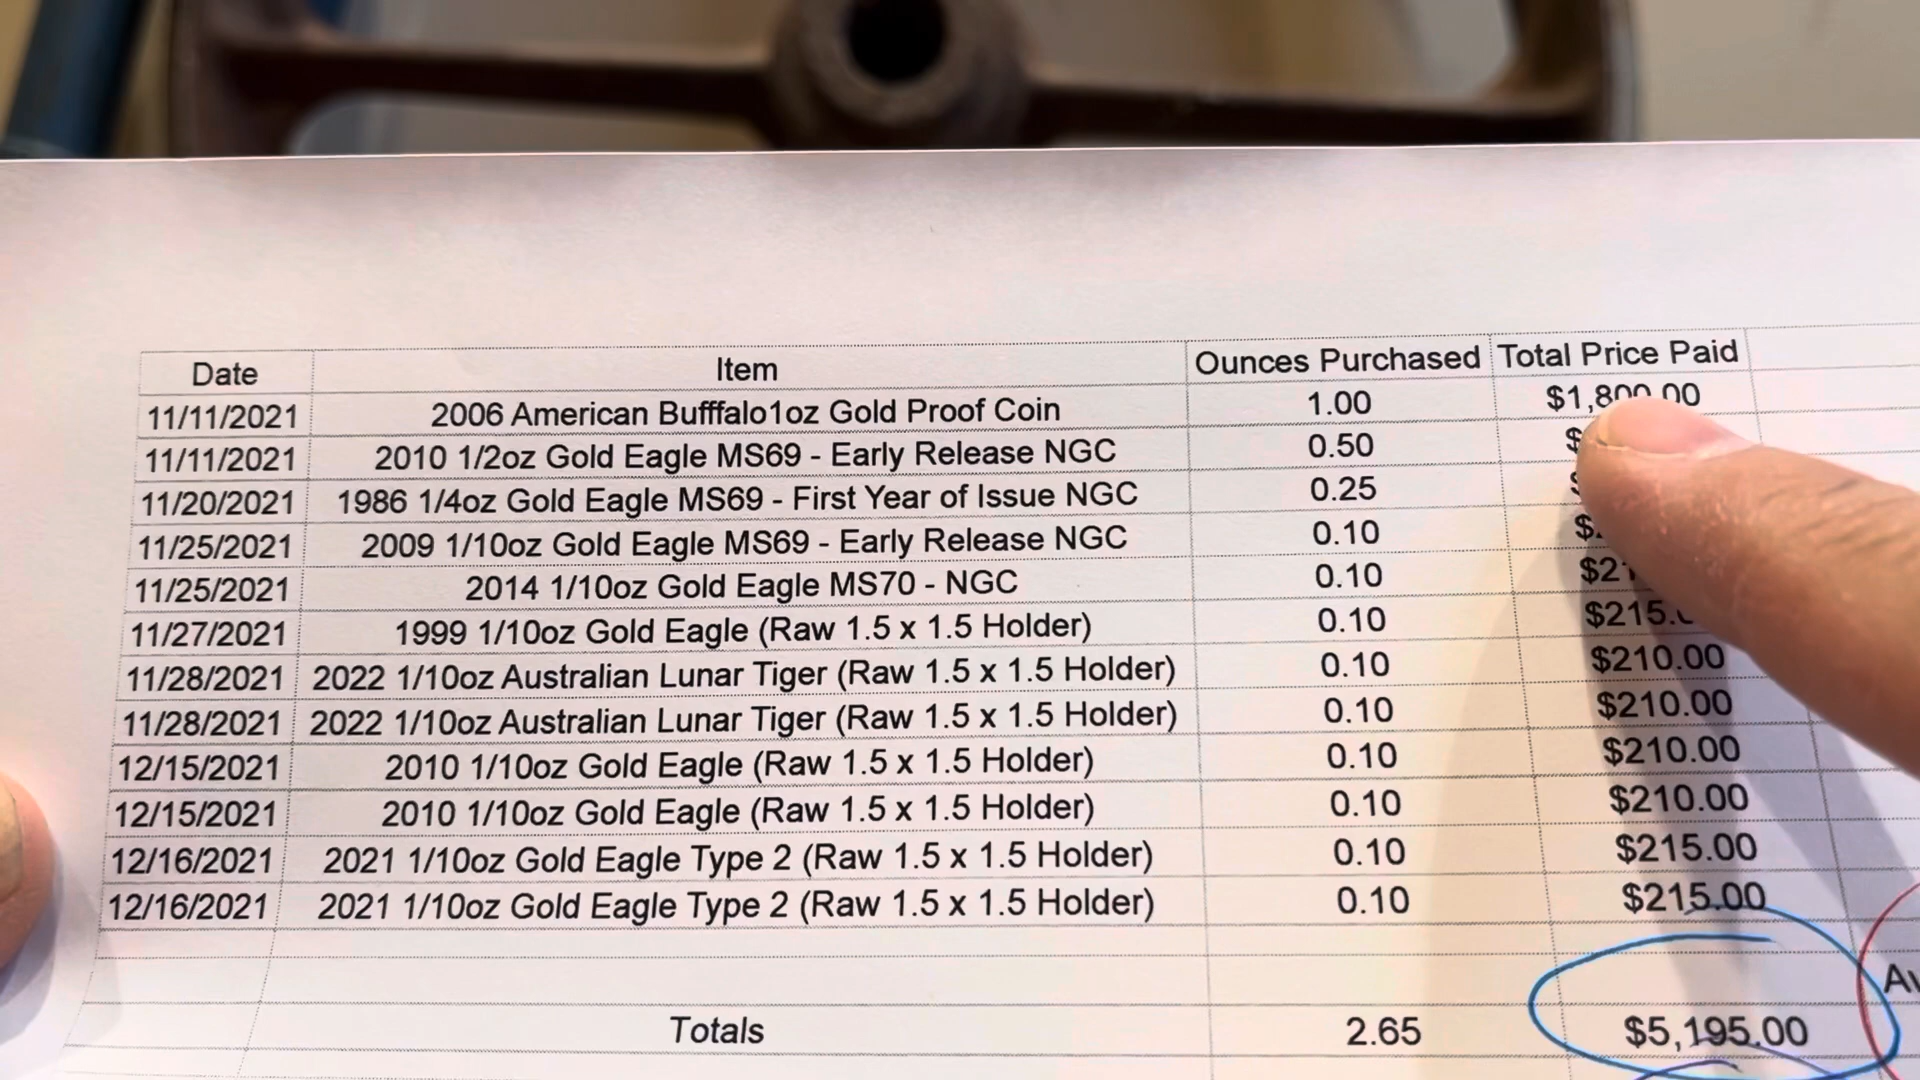 Date Item Ounces Purchased Total Price Paid
11/11/2021 2006 American Bufffalo1oz Gold Proof Coin 1.00 $1,800.00
11/11/2021 2010 1/2oz Gold Eagle MS69 - Early Release NGC 0.50
11/20/2021 1986 1/4oz Gold Eagle MS69 - First Year of Issue NGC 0.25
11/25/2021 2009 1/10oz Gold Eagle MS69 - Early Release NGC 0.10
11/25/2021 2014 1/10oz Gold Eagle MS70 - NGC 0.10
11/27/2021 1999 1/10oz Gold Eagle (Raw 1.5 x 1.5 Holder) 0.10 $215.
11/28/2021 2022 1/10oz Australian Lunar Tiger (Raw 1.5 x 1.5 Holder) 0.10 $210.00
11/28/2021 2022 1/10oz Australian Lunar Tiger (Raw 1.5 x 1.5 Holder) 0.10 $210.00
12/15/2021 2010 1/10oz Gold Eagle (Raw 1.5 x 1.5 Holder) 0.10 $210.00
12/15/2021 2010 1/10oz Gold Eagle (Raw 1.5 x 1.5 Holder) 0.10 $210.00
12/16/2021 2021 1/10oz Gold Eagle Type 2 (Raw 1.5 x 1.5 Holder) 0.10 $215.00
12/16/2021 2021 1/10oz Gold Eagle Type 2 (Raw 1.5 x 1.5 Holder) 0.10 $215.00
Totals 2.65 $5,195.00